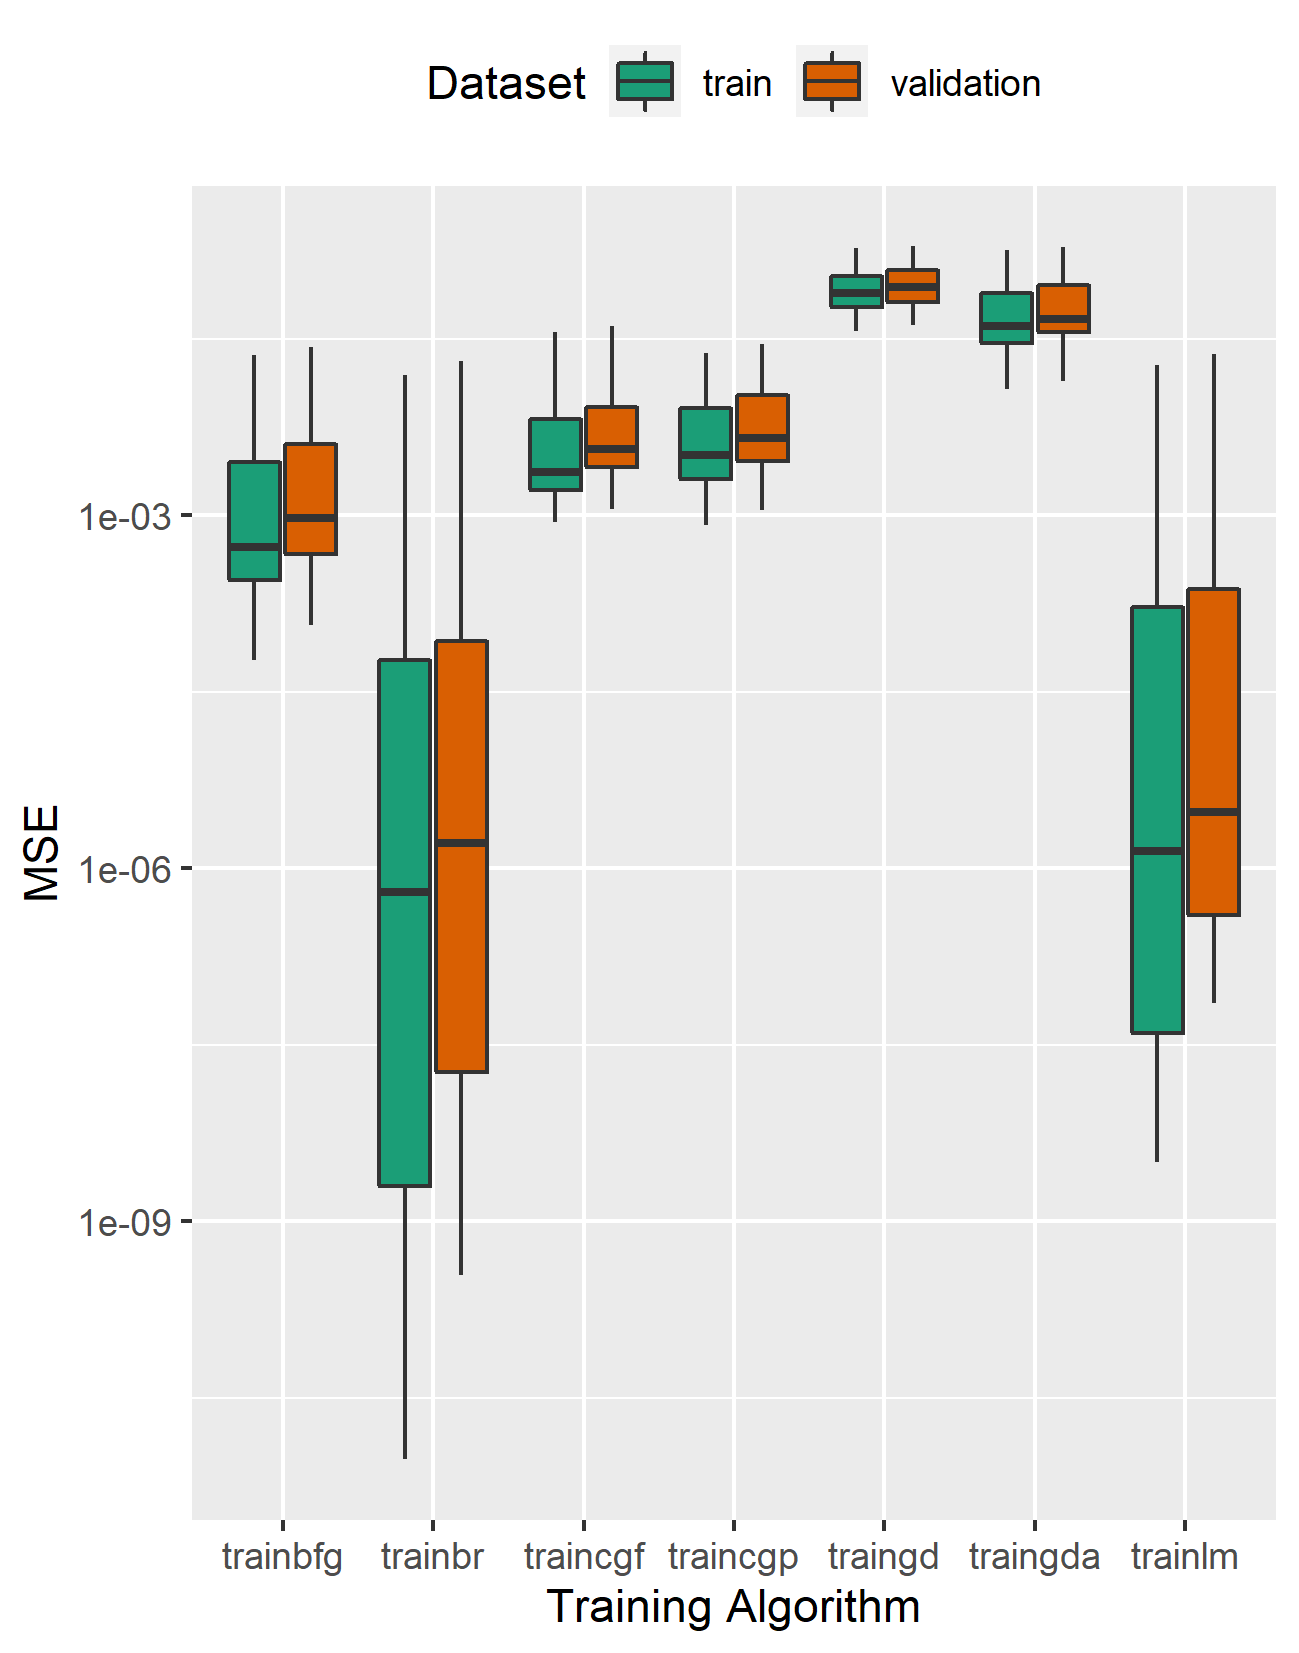 Dataset train validation
MSE
1e-03
1e-06
1e-09
trainbfg trainbr traincgf traincgp traingd traingda trainlm
Training Algorithm